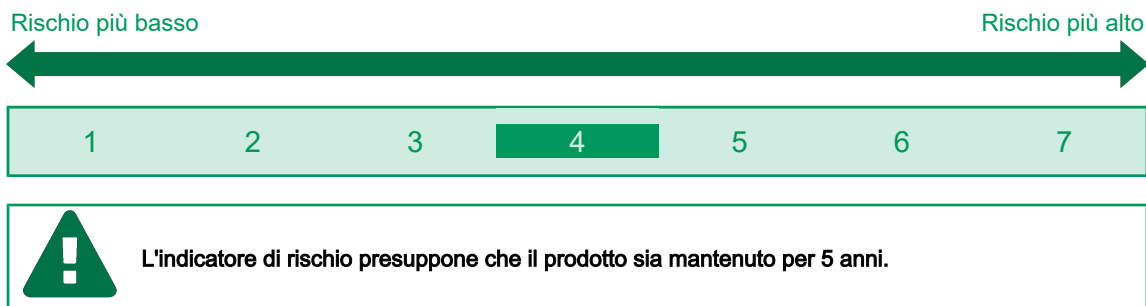 Rischio più basso Rischio più alto
1 2 3 4 5 6 7
L'indicatore di rischio presuppone che il prodotto sia mantenuto per 5 anni.